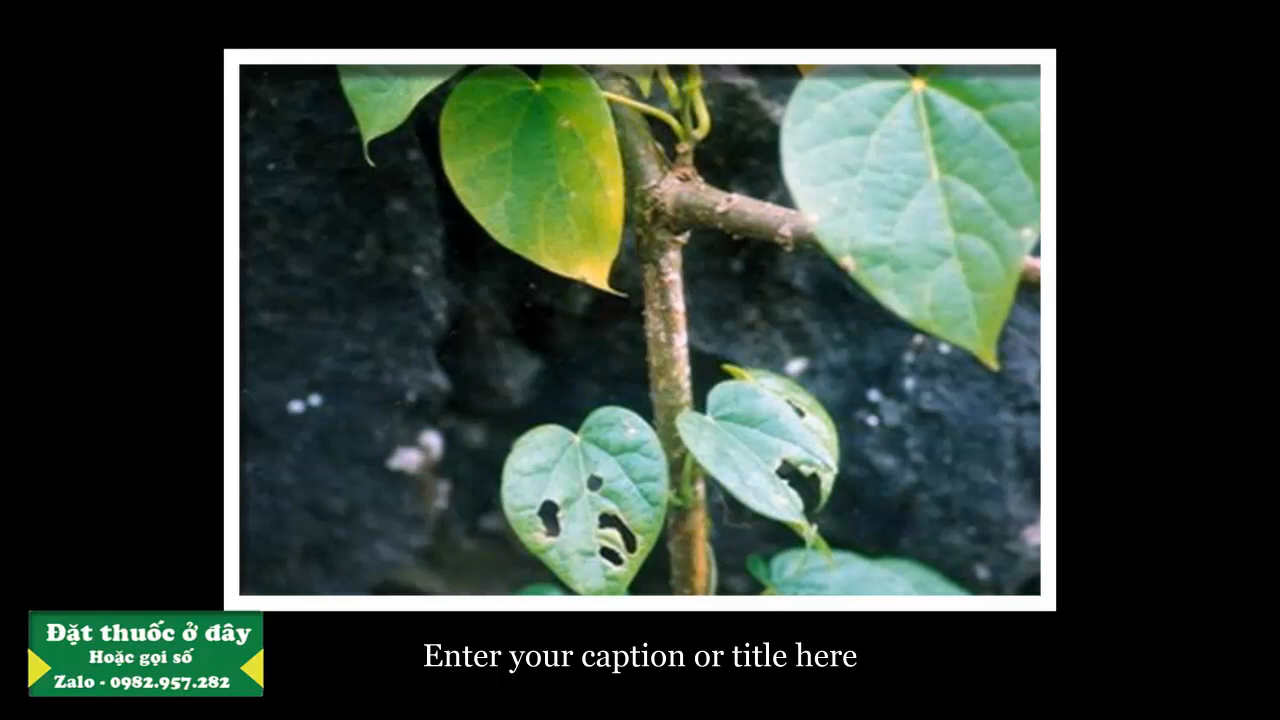 Đặt thuốc ở đây
Hoặc gọi số
Zalo - 0982.957.282
Enter your caption or title here